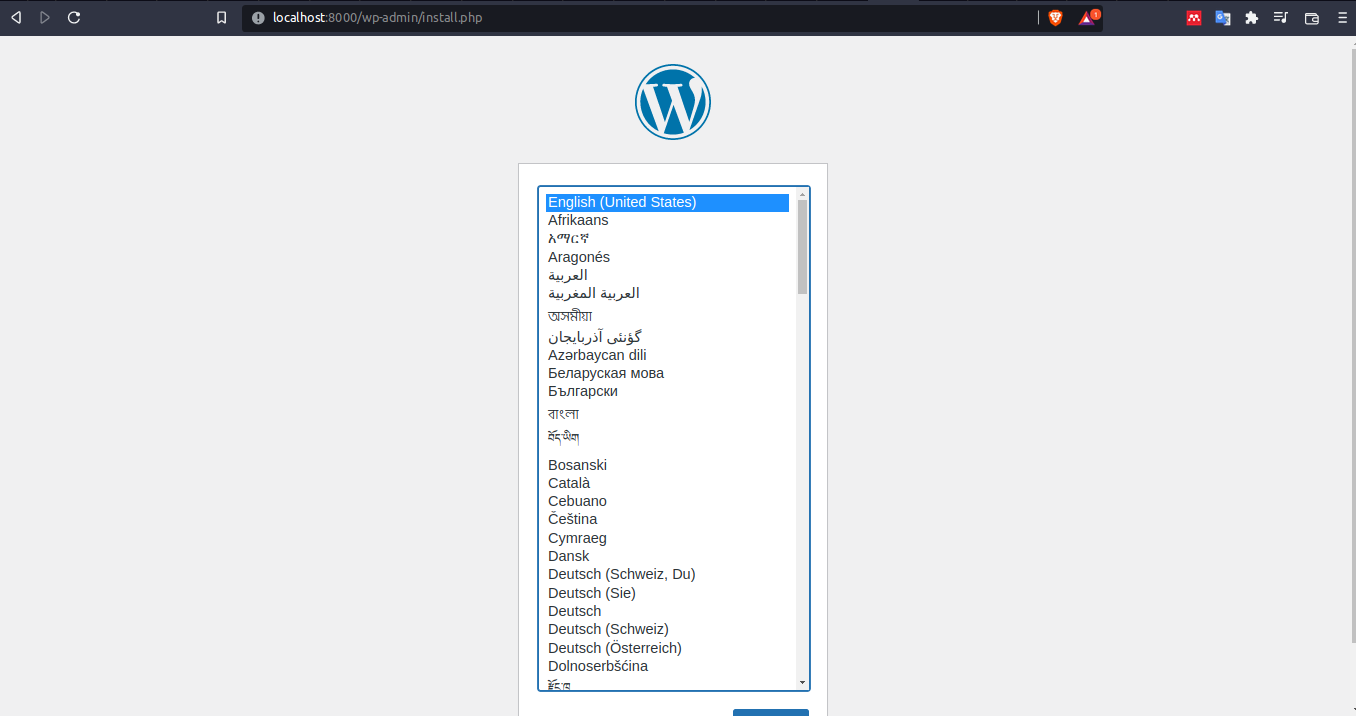 localhost:8000/wp-admin/install.php
1
English (United States)
Afrikaans
አማርኛ
Aragonés
العربية
العربية المغربية
অসমীয়া
گؤنئی آذربایجان
Azərbaycan dili
Беларуская мова
Български
বাংলা
བོད་ཡིག
Bosanski
Català
Cebuano
Čeština
Cymraeg
Dansk
Deutsch (Schweiz, Du)
Deutsch (Sie)
Deutsch
Deutsch (Schweiz)
Deutsch (Österreich)
Dolnoserbšćina
རྫོང་ཁ